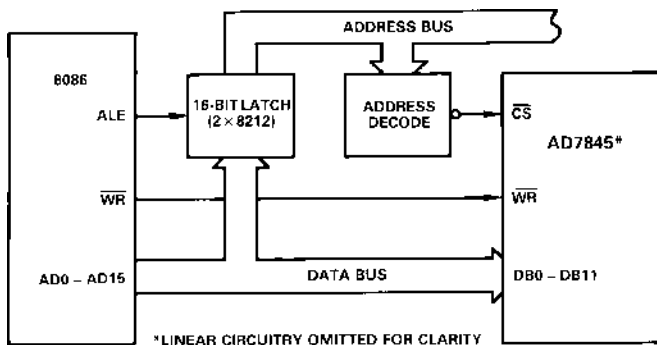 ADDRESS BUS
8086
ALE
16-BIT LATCH
(2 × 8212)
ADDRESS
DECODE
CS
AD7845*
WR
WR
AD0 – AD15
DATA BUS
DB0 – DB11
*LINEAR CIRCUITRY OMITTED FOR CLARITY